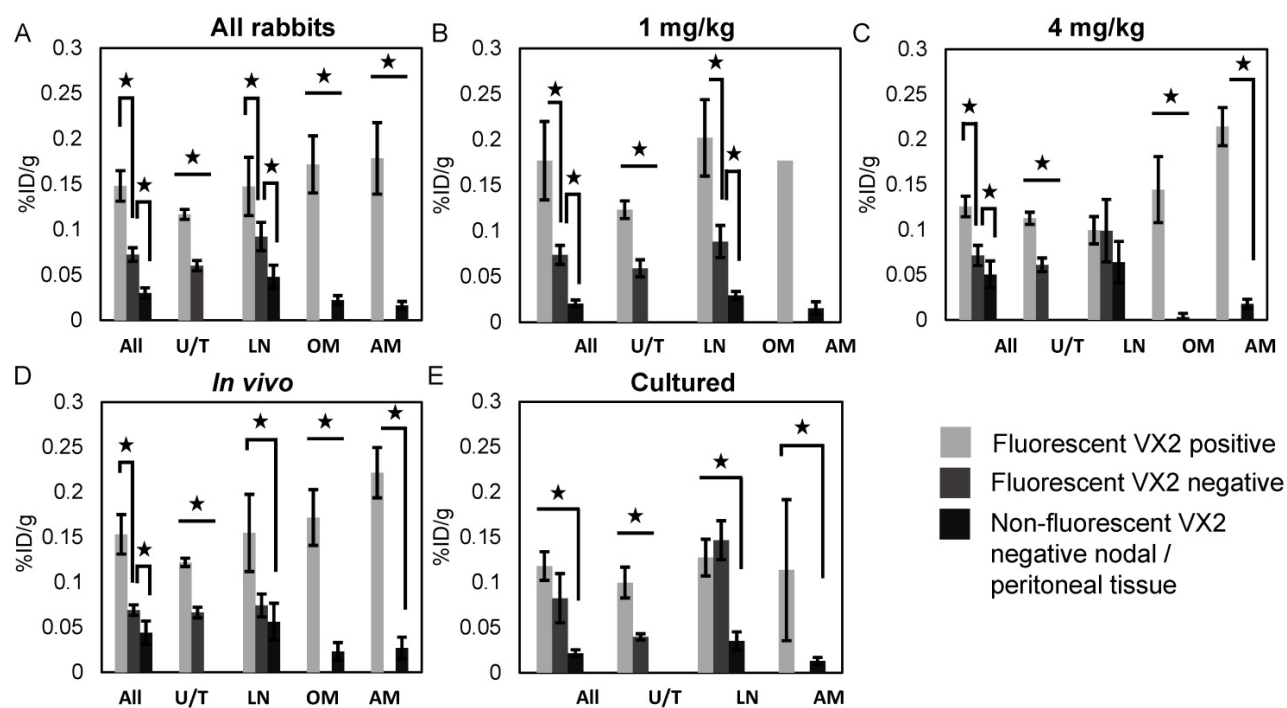 A
All rabbits
%ID/g
0.3
0.25
0.2
0.15
0.1
0.05
0
All U/T LN OM AM
B
1 mg/kg
%ID/g
0.3
0.25
0.2
0.15
0.1
0.05
0
All U/T LN OM AM
C
4 mg/kg
%ID/g
0.3
0.25
0.2
0.15
0.1
0.05
0
All U/T LN OM AM
D
In vivo
%ID/g
0.3
0.25
0.2
0.15
0.1
0.05
0
All U/T LN OM AM
E
Cultured
%ID/g
0.3
0.25
0.2
0.15
0.1
0.05
0
All U/T LN AM
Fluorescent VX2 positive
Fluorescent VX2 negative
Non-fluorescent VX2
negative nodal /
peritoneal tissue